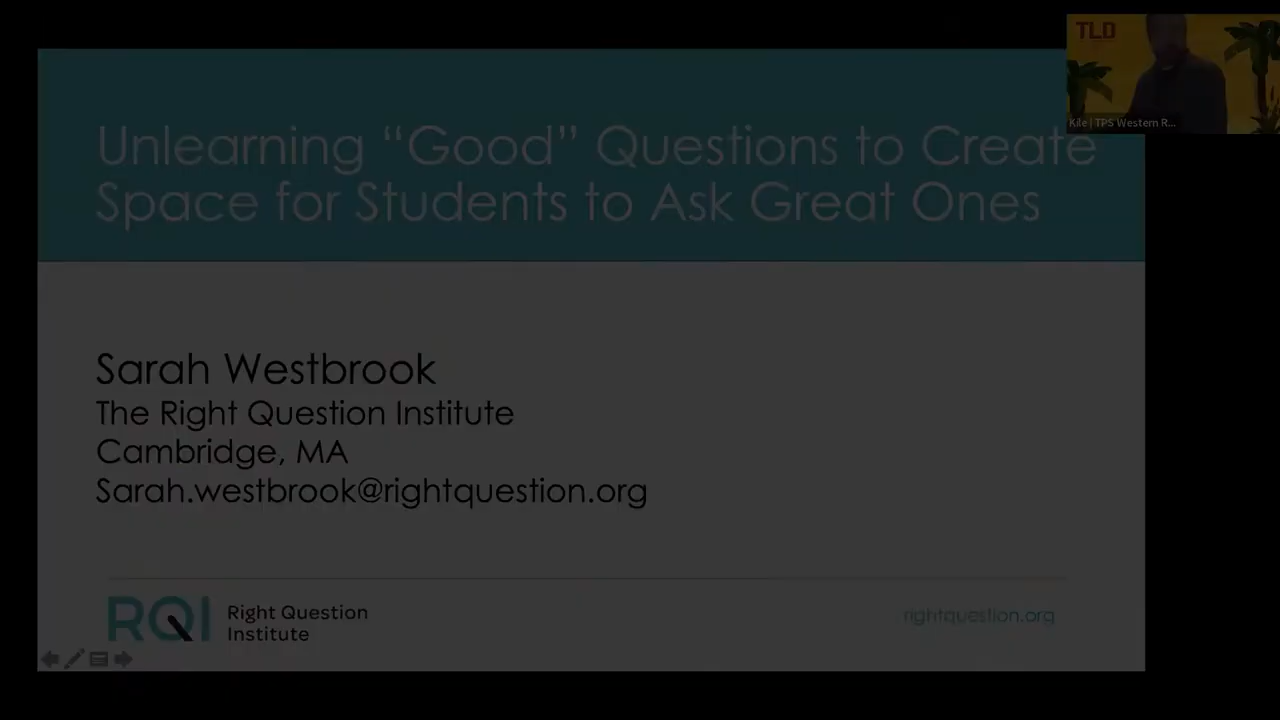 TLD
Kile | TPS Western R...
Unlearning “Good” Questions to Create
Space for Students to Ask Great Ones
Sarah Westbrook
The Right Question Institute
Cambridge, MA
Sarah.westbrook@rightquestion.org
RQI
Right Question
Institute
rightquestion.org